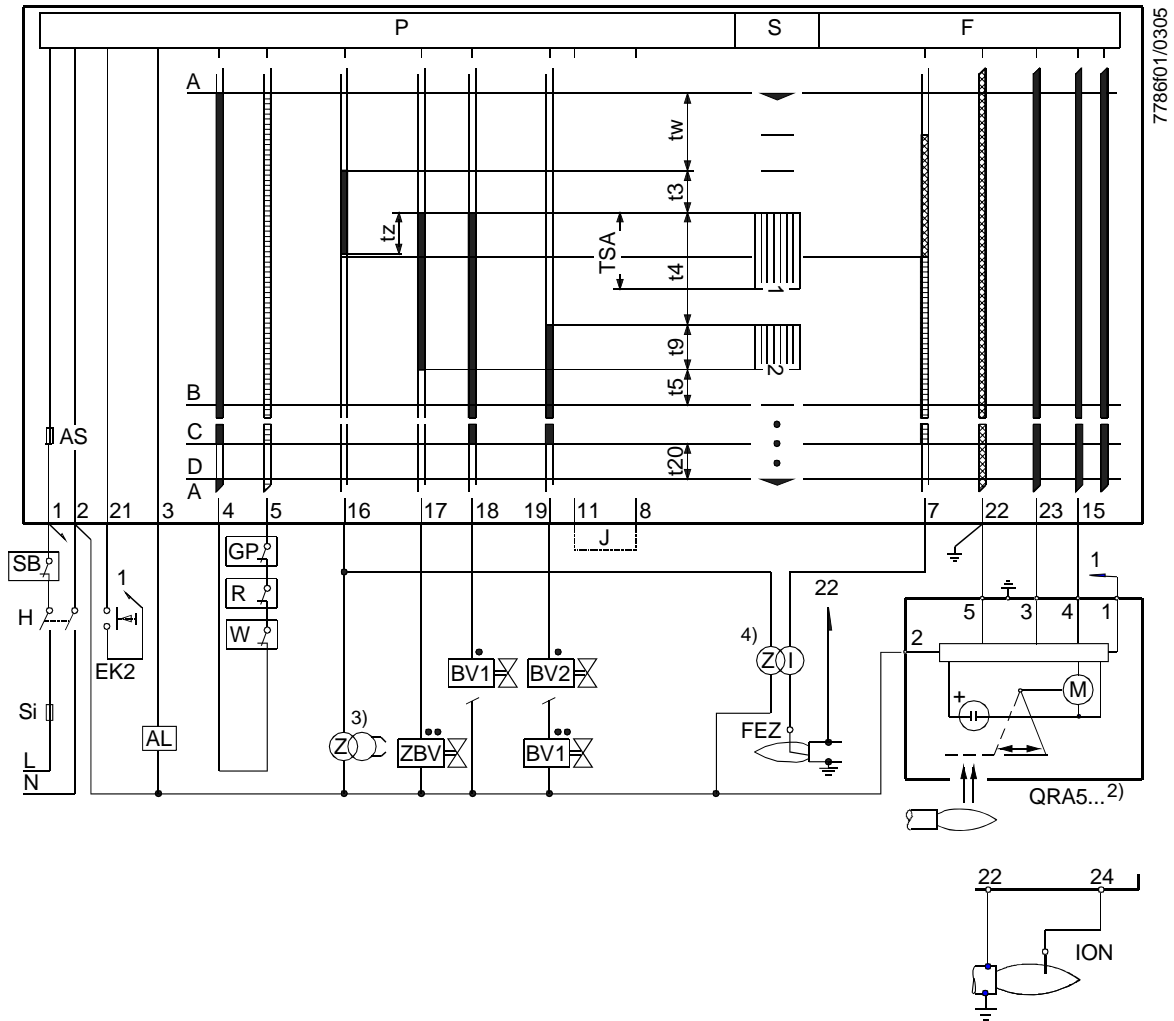 P S F
7786f01/0305
A
tw
t3
tz
TSA
t4
1
t9
2
t5
B
AS
C
D
t20
A
1 2 21 3 4 5 16 17 18 19 11 8 7 22 23 15
J
SB
GP
1
R
22
1
H
W
5 3 4 1
2
EK2
4)
Z I
BV1
BV2
M
+
Si
3)
FEZ
AL
Z
ZBV
BV1
L
N
QRA5...2)
22 24
ION